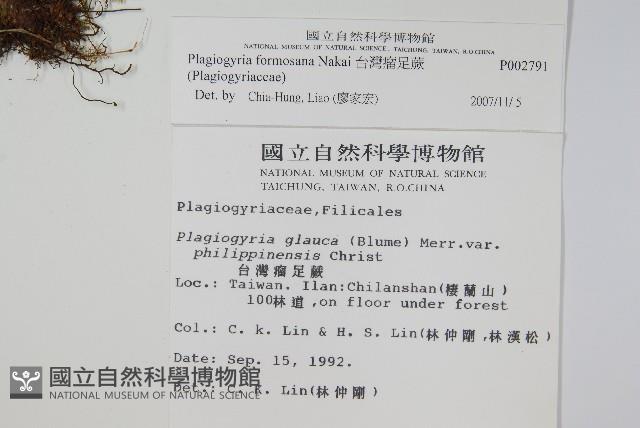 國立自然科學博物館
NATIONAL MUSEUM OF NATURAL SCIENCE, TAICHUNG, TAIWAN, R.O.CHINA
Plagiogyria formosana Nakai 台灣瘤足蕨 P002791
(Plagiogyriaceae)
Det. by Chia-Hung, Liao (廖家宏) 2007/11/5
國立自然科學博物館
NATIONAL MUSEUM OF NATURAL SCIENCE
TAICHUNG, TAIWAN, R.O.CHINA
Plagiogyriaceae,Filicales
Plagiogyria glauca (Blume) Merr.var.
philippinensis Christ
台灣瘤足蕨
Loc.: Taiwan. Ilan:Chilanshan(棲蘭山)
100林道,on floor under forest
Col.: C. k. Lin & H. S. Lin(林仲剛,林漢松)
Date: Sep. 15, 1992.
Det.: C. k. Lin(林仲剛)
國立自然科學博物館
NATIONAL MUSEUM OF NATURAL SCIENCE